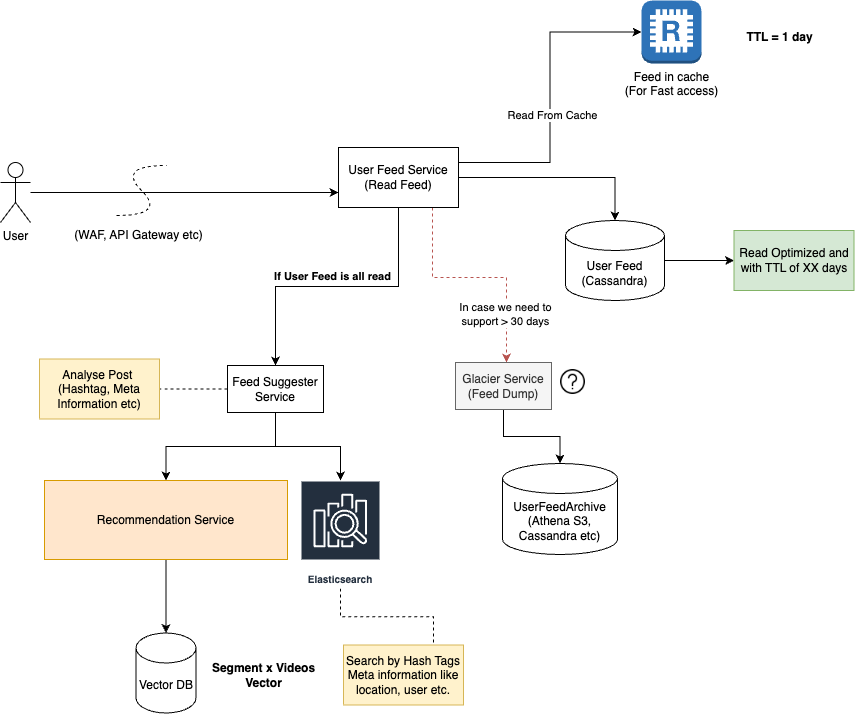 R
TTL = 1 day
Feed in cache
(For Fast access)
Read From Cache
User Feed Service
(Read Feed)
User
(WAF, API Gateway etc)
User Feed
(Cassandra)
Read Optimized and
with TTL of XX days
If User Feed is all read
In case we need to
support > 30 days
Analyse Post
(Hashtag, Meta
Information etc)
Feed Suggester
Service
Glacier Service
(Feed Dump)
?
Recommendation Service
Elasticsearch
UserFeedArchive
(Athena S3,
Cassandra etc)
Vector DB
Segment x Videos
Vector
Search by Hash Tags
Meta information like
location, user etc.